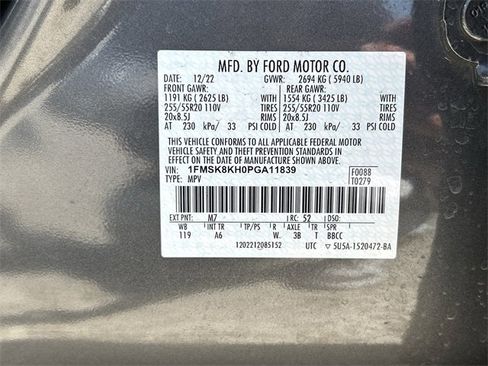 MFD. BY FORD MOTOR CO.
DATE: 12/22 GVWR: 2694 KG ( 5940 LB)
FRONT GAWR: REAR GAWR:
1191 KG ( 2625 LB) WITH 1554 KG ( 3425 LB) WITH
255/55R20 110V TIRES 255/55R20 110V TIRES
20x8.5J RIMS 20x8.5J RIMS
AT 230 kPa/ 33 PSI COLD AT 230 kPa/ 33 PSI COLD
THIS VEHICLE CONFORMS TO ALL APPLICABLE FEDERAL MOTOR
VEHICLE SAFETY AND THEFT PREVENTION STANDARDS IN EFFECT
ON THE DATE OF MANUFACTURE SHOWN ABOVE.
VIN: 1FMSK8KH0PGA11839 F0088
TYPE: MPV T0279
EXT PNT: M7 RC: 52 DSO:
WB INT TR TP/PS R AXLE TR SPR
119 A6 W. 3B T BBCC
1202212085152 UTC ▽ 5U5A-1520472-BA